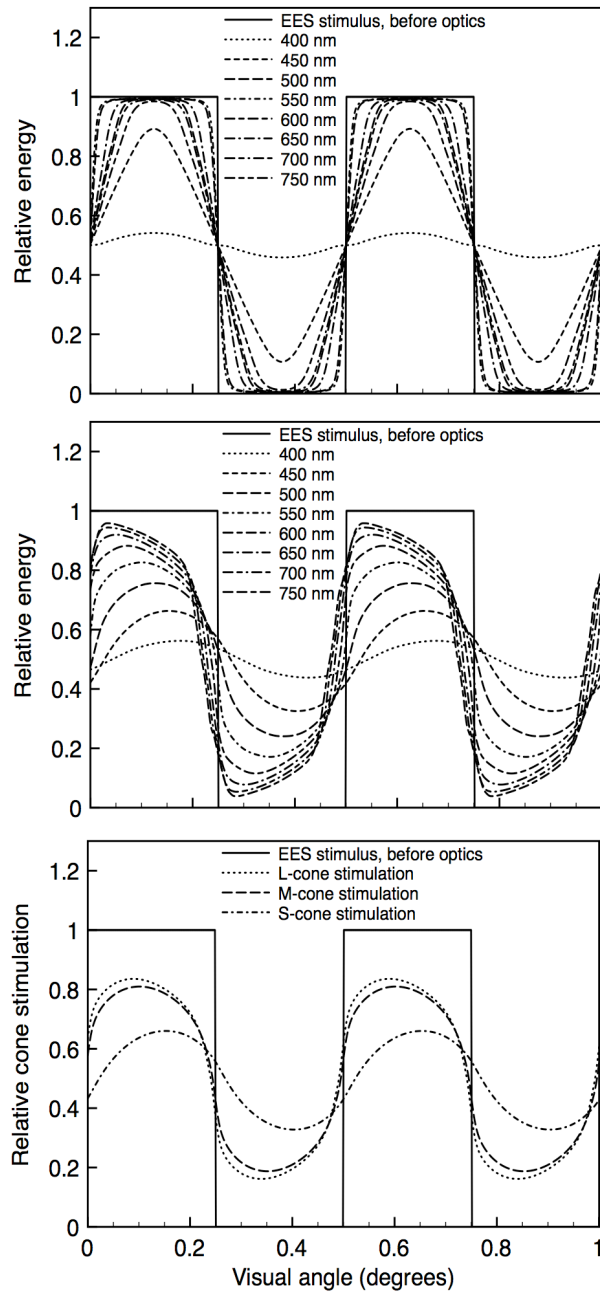 1.2
1
0.8
0.6
0.4
0.2
0
Relative energy
EES stimulus, before optics
400 nm
450 nm
500 nm
550 nm
600 nm
650 nm
700 nm
750 nm
1.2
1
0.8
0.6
0.4
0.2
0
Relative energy
EES stimulus, before optics
400 nm
450 nm
500 nm
550 nm
600 nm
650 nm
700 nm
750 nm
1.2
1
0.8
0.6
0.4
0.2
0
Relative cone stimulation
EES stimulus, before optics
L-cone stimulation
M-cone stimulation
S-cone stimulation
0 0.2 0.4 0.6 0.8 1
Visual angle (degrees)